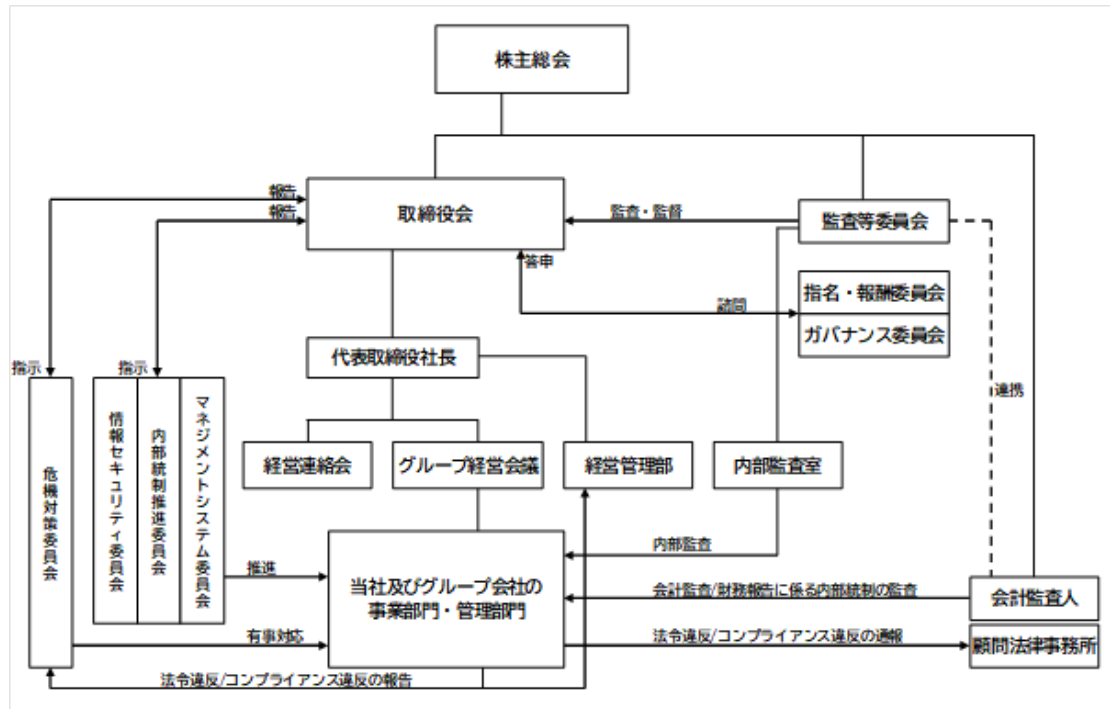 株主総会
報告
取締役会
報告
監査・監督
監査等委員会
答申
諮問
指名・報酬委員会
ガバナンス委員会
代表取締役社長
指示
指示
連携
経営連絡会
グループ経営会議
経営管理部
内部監査室
危機対策委員会
情報セキュリティ委員会
内部統制推進委員会
マネジメントシステム委員会
内部監査
推進
当社及びグループ会社の
事業部門・管理部門
会計監査/財務報告に係る内部統制の監査
会計監査人
有事対応
法令違反/コンプライアンス違反の通報
顧問法律事務所
法令違反/コンプライアンス違反の報告